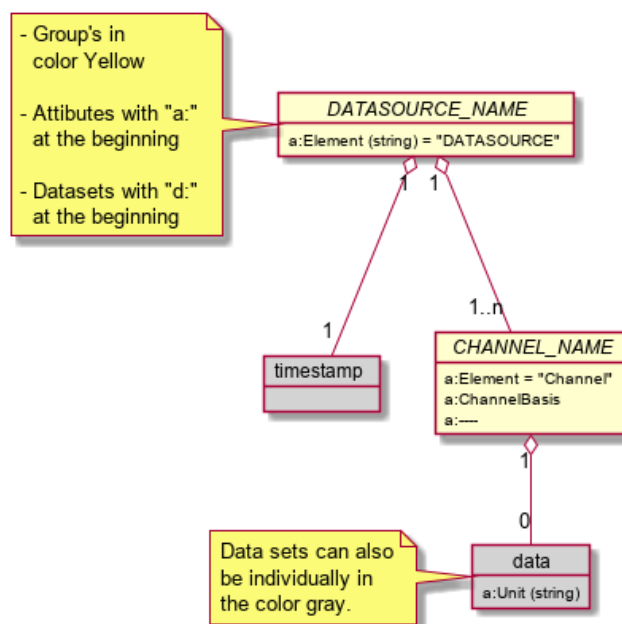 - Group's in
color Yellow
- Attibutes with "a:"
at the beginning
- Datasets with "d:"
at the beginning
DATASOURCE_NAME
a:Element (string) = "DATASOURCE"
1
1
1
1..n
timestamp
CHANNEL_NAME
a:Element = "Channel"
a:ChannelBasis
a:----
1
0
Data sets can also
be individually in
the color gray.
data
a:Unit (string)